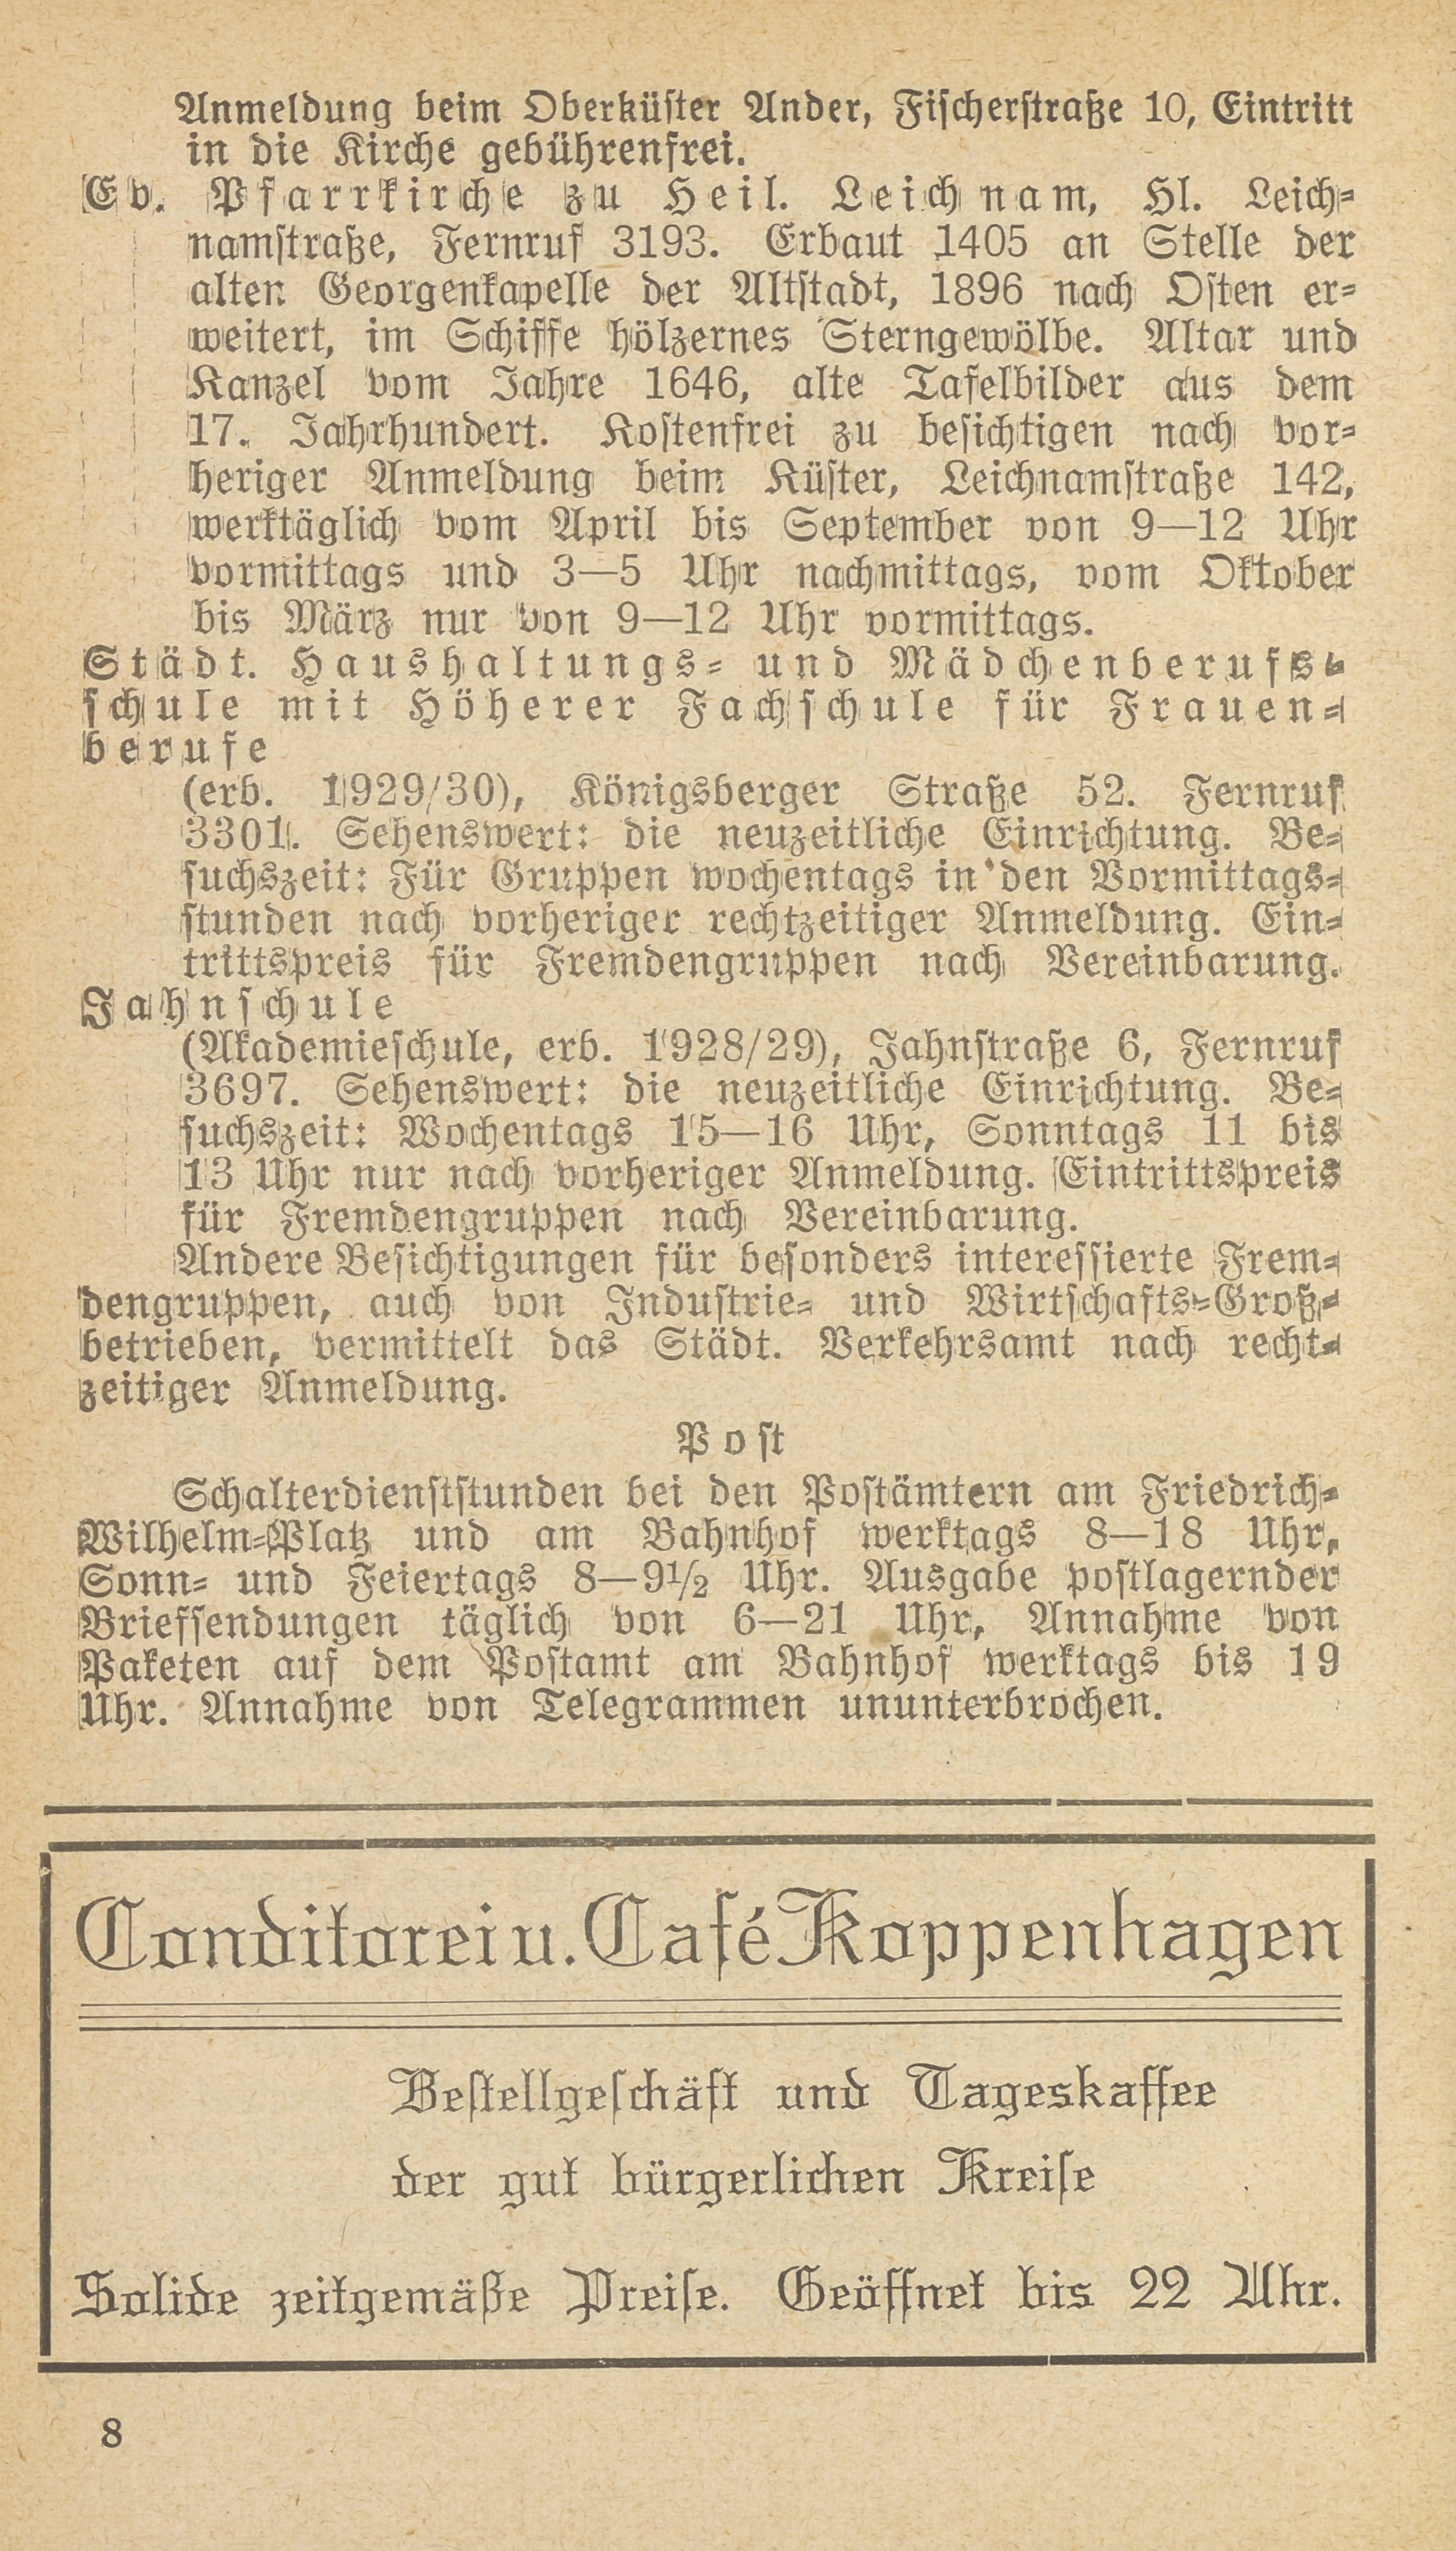 Anmeldung beim Oberküster Ander, Fischerstraße 10, Eintritt
in die Kirche gebührenfrei.
Ev. Pfarrkirche zu Heil. Leichnam, Hl. Leich-
namstraße, Fernruf 3193. Erbaut 1405 an Stelle der
alten Georgenkapelle der Altstadt, 1896 nach Osten er-
weitert, im Schiffe hölzernes Sterngewölbe. Altar und
Kanzel vom Jahre 1646, alte Tafelbilder aus dem
17. Jahrhundert. Kostenfrei zu besichtigen nach vor-
heriger Anmeldung beim Küster, Leichnamstraße 142,
werktäglich vom April bis September von 9—12 Uhr
vormittags und 3—5 Uhr nachmittags, vom Oktober
bis März nur von 9—12 Uhr vormittags.
Städt. Haushaltungs- und Mädchenberufs-
schule mit Höherer Fachschule für Frauen-
berufe
(erb. 1929/30), Königsberger Straße 52. Fernruf
3301. Sehenswert: die neuzeitliche Einrichtung. Be-
suchszeit: Für Gruppen wochentags in den Vormittags-
stunden nach vorheriger rechtzeitiger Anmeldung. Ein-
trittspreis für Fremdengruppen nach Vereinbarung.
Jahnschule
(Akademieschule, erb. 1928/29), Jahnstraße 6, Fernruf
3697. Sehenswert: die neuzeitliche Einrichtung. Be-
suchszeit: Wochentags 15—16 Uhr, Sonntags 11 bis
13 Uhr nur nach vorheriger Anmeldung. Eintrittspreis
für Fremdengruppen nach Vereinbarung.
Andere Besichtigungen für besonders interessierte Frem-
dengruppen, auch von Industrie- und Wirtschafts-Groß-
betrieben, vermittelt das Städt. Verkehrsamt nach recht-
zeitiger Anmeldung.
Post
Schalterdienststunden bei den Postämtern am Friedrich-
Wilhelm-Platz und am Bahnhof werktags 8—18 Uhr,
Sonn- und Feiertags 8—9½ Uhr. Ausgabe postlagernder
Briefsendungen täglich von 6—21 Uhr, Annahme von
Paketen auf dem Postamt am Bahnhof werktags bis 19
Uhr. Annahme von Telegrammen ununterbrochen.
Conditorei u. Café Koppenhagen
Bestellgeschäft und Tageskaffee
der gut bürgerlichen Kreise
Solide zeitgemäße Preise. Geöffnet bis 22 Uhr.
8